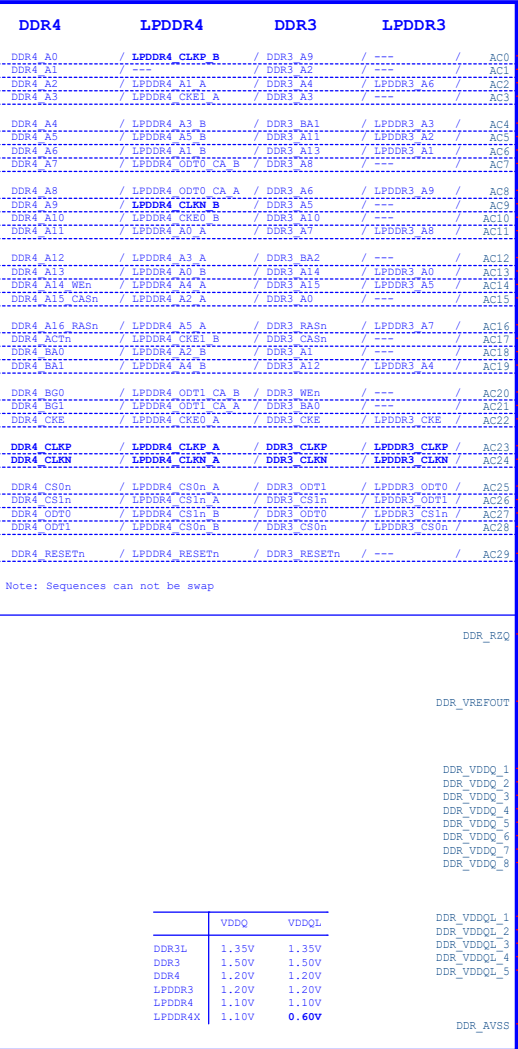 DDR4 LPDDR4 DDR3 LPDDR3
DDR4_A0 / LPDDR4_CLKP_B / DDR3_A9 / --- / AC0
DDR4_A1 / --- / DDR3_A2 / --- / AC1
DDR4_A2 / LPDDR4_A1_A / DDR3_A4 / LPDDR3_A6 / AC2
DDR4_A3 / LPDDR4_CKE1_A / DDR3_A3 / --- / AC3
DDR4_A4 / LPDDR4_A3_B / DDR3_BA1 / LPDDR3_A3 / AC4
DDR4_A5 / LPDDR4_A5_B / DDR3_A11 / LPDDR3_A2 / AC5
DDR4_A6 / LPDDR4_A1_B / DDR3_A13 / LPDDR3_A1 / AC6
DDR4_A7 / LPDDR4_ODT0_CA_B / DDR3_A8 / --- / AC7
DDR4_A8 / LPDDR4_ODT0_CA_A / DDR3_A6 / LPDDR3_A9 / AC8
DDR4_A9 / LPDDR4_CLKN_B / DDR3_A5 / --- / AC9
DDR4_A10 / LPDDR4_CKE0_B / DDR3_A10 / --- / AC10
DDR4_A11 / LPDDR4_A0_A / DDR3_A7 / LPDDR3_A8 / AC11
DDR4_A12 / LPDDR4_A3_A / DDR3_BA2 / --- / AC12
DDR4_A13 / LPDDR4_A0_B / DDR3_A14 / LPDDR3_A0 / AC13
DDR4_A14_WEn / LPDDR4_A4_A / DDR3_A15 / LPDDR3_A5 / AC14
DDR4_A15_CASn / LPDDR4_A2_A / DDR3_A0 / --- / AC15
DDR4_A16_RASn / LPDDR4_A5_A / DDR3_RASn / LPDDR3_A7 / AC16
DDR4_ACTn / LPDDR4_CKE1_B / DDR3_CASn / --- / AC17
DDR4_BA0 / LPDDR4_A2_B / DDR3_A1 / --- / AC18
DDR4_BA1 / LPDDR4_A4_B / DDR3_A12 / LPDDR3_A4 / AC19
DDR4_BG0 / LPDDR4_ODT1_CA_B / DDR3_WEn / --- / AC20
DDR4_BG1 / LPDDR4_ODT1_CA_A / DDR3_BA0 / --- / AC21
DDR4_CKE / LPDDR4_CKE0_A / DDR3_CKE / LPDDR3_CKE / AC22
DDR4_CLKP / LPDDR4_CLKP_A / DDR3_CLKP / LPDDR3_CLKP / AC23
DDR4_CLKN / LPDDR4_CLKN_A / DDR3_CLKN / LPDDR3_CLKN / AC24
DDR4_CS0n / LPDDR4_CS0n_A / DDR3_ODT1 / LPDDR3_ODT0 / AC25
DDR4_CS1n / LPDDR4_CS1n_A / DDR3_CS1n / LPDDR3_ODT1 / AC26
DDR4_ODT0 / LPDDR4_CS1n_B / DDR3_ODT0 / LPDDR3_CS1n / AC27
DDR4_ODT1 / LPDDR4_CS0n_B / DDR3_CS0n / LPDDR3_CS0n / AC28
DDR4_RESETn / LPDDR4_RESETn / DDR3_RESETn / --- / AC29
Note: Sequences can not be swap
DDR_RZQ
DDR_VREFOUT
DDR_VDDQ_1
DDR_VDDQ_2
DDR_VDDQ_3
DDR_VDDQ_4
DDR_VDDQ_5
DDR_VDDQ_6
DDR_VDDQ_7
DDR_VDDQ_8
VDDQ VDDQL
DDR3L 1.35V 1.35V
DDR3 1.50V 1.50V
DDR4 1.20V 1.20V
LPDDR3 1.20V 1.20V
LPDDR4 1.10V 1.10V
LPDDR4X 1.10V 0.60V
DDR_VDDQL_1
DDR_VDDQL_2
DDR_VDDQL_3
DDR_VDDQL_4
DDR_VDDQL_5
DDR_AVSS